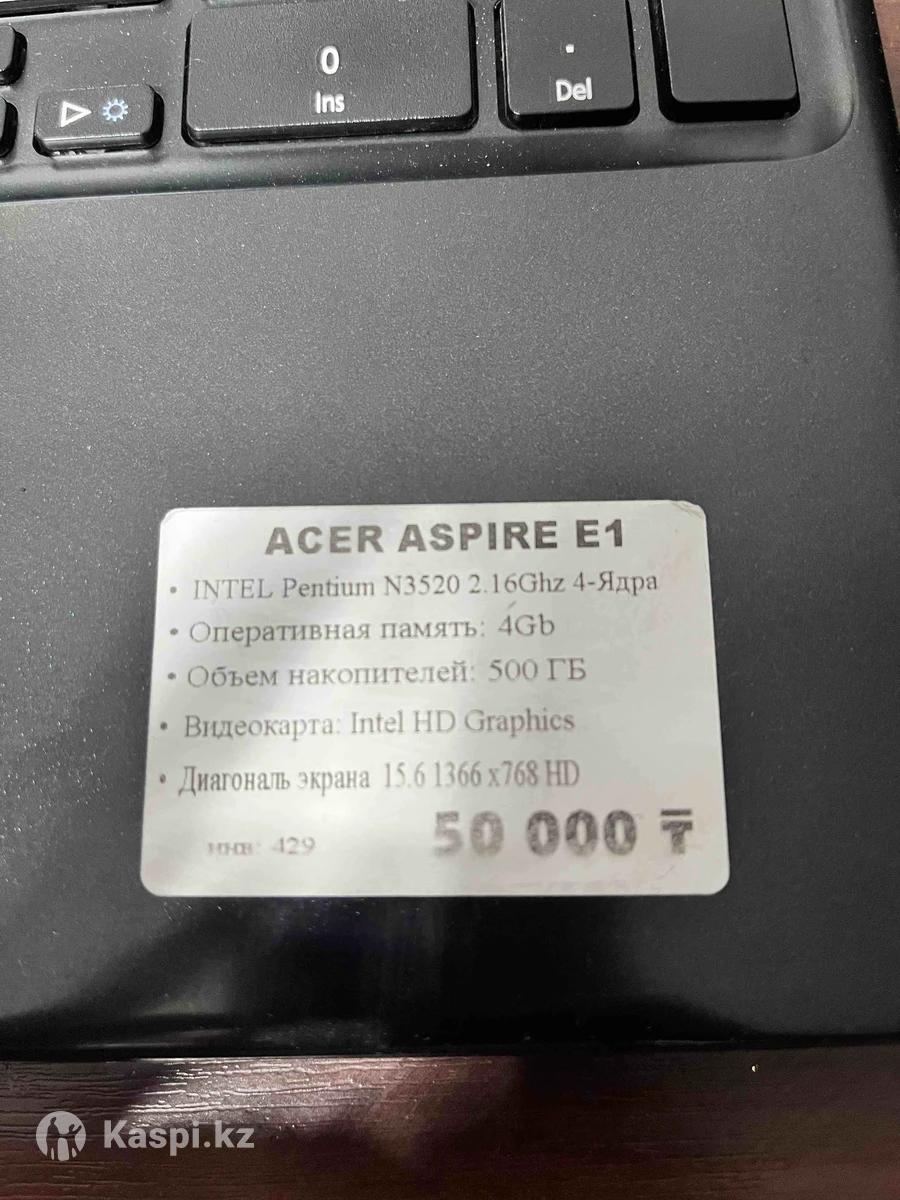 0
Ins
.
Del
ACER ASPIRE E1
• INTEL Pentium N3520 2.16Ghz 4-Ядра
• Оперативная память: 4Gb
• Объем накопителей: 500 ГБ
• Видеокарта: Intel HD Graphics
• Диагональ экрана 15.6 1366 x768 HD
инв: 429
50 000 ₸
Kaspi.kz